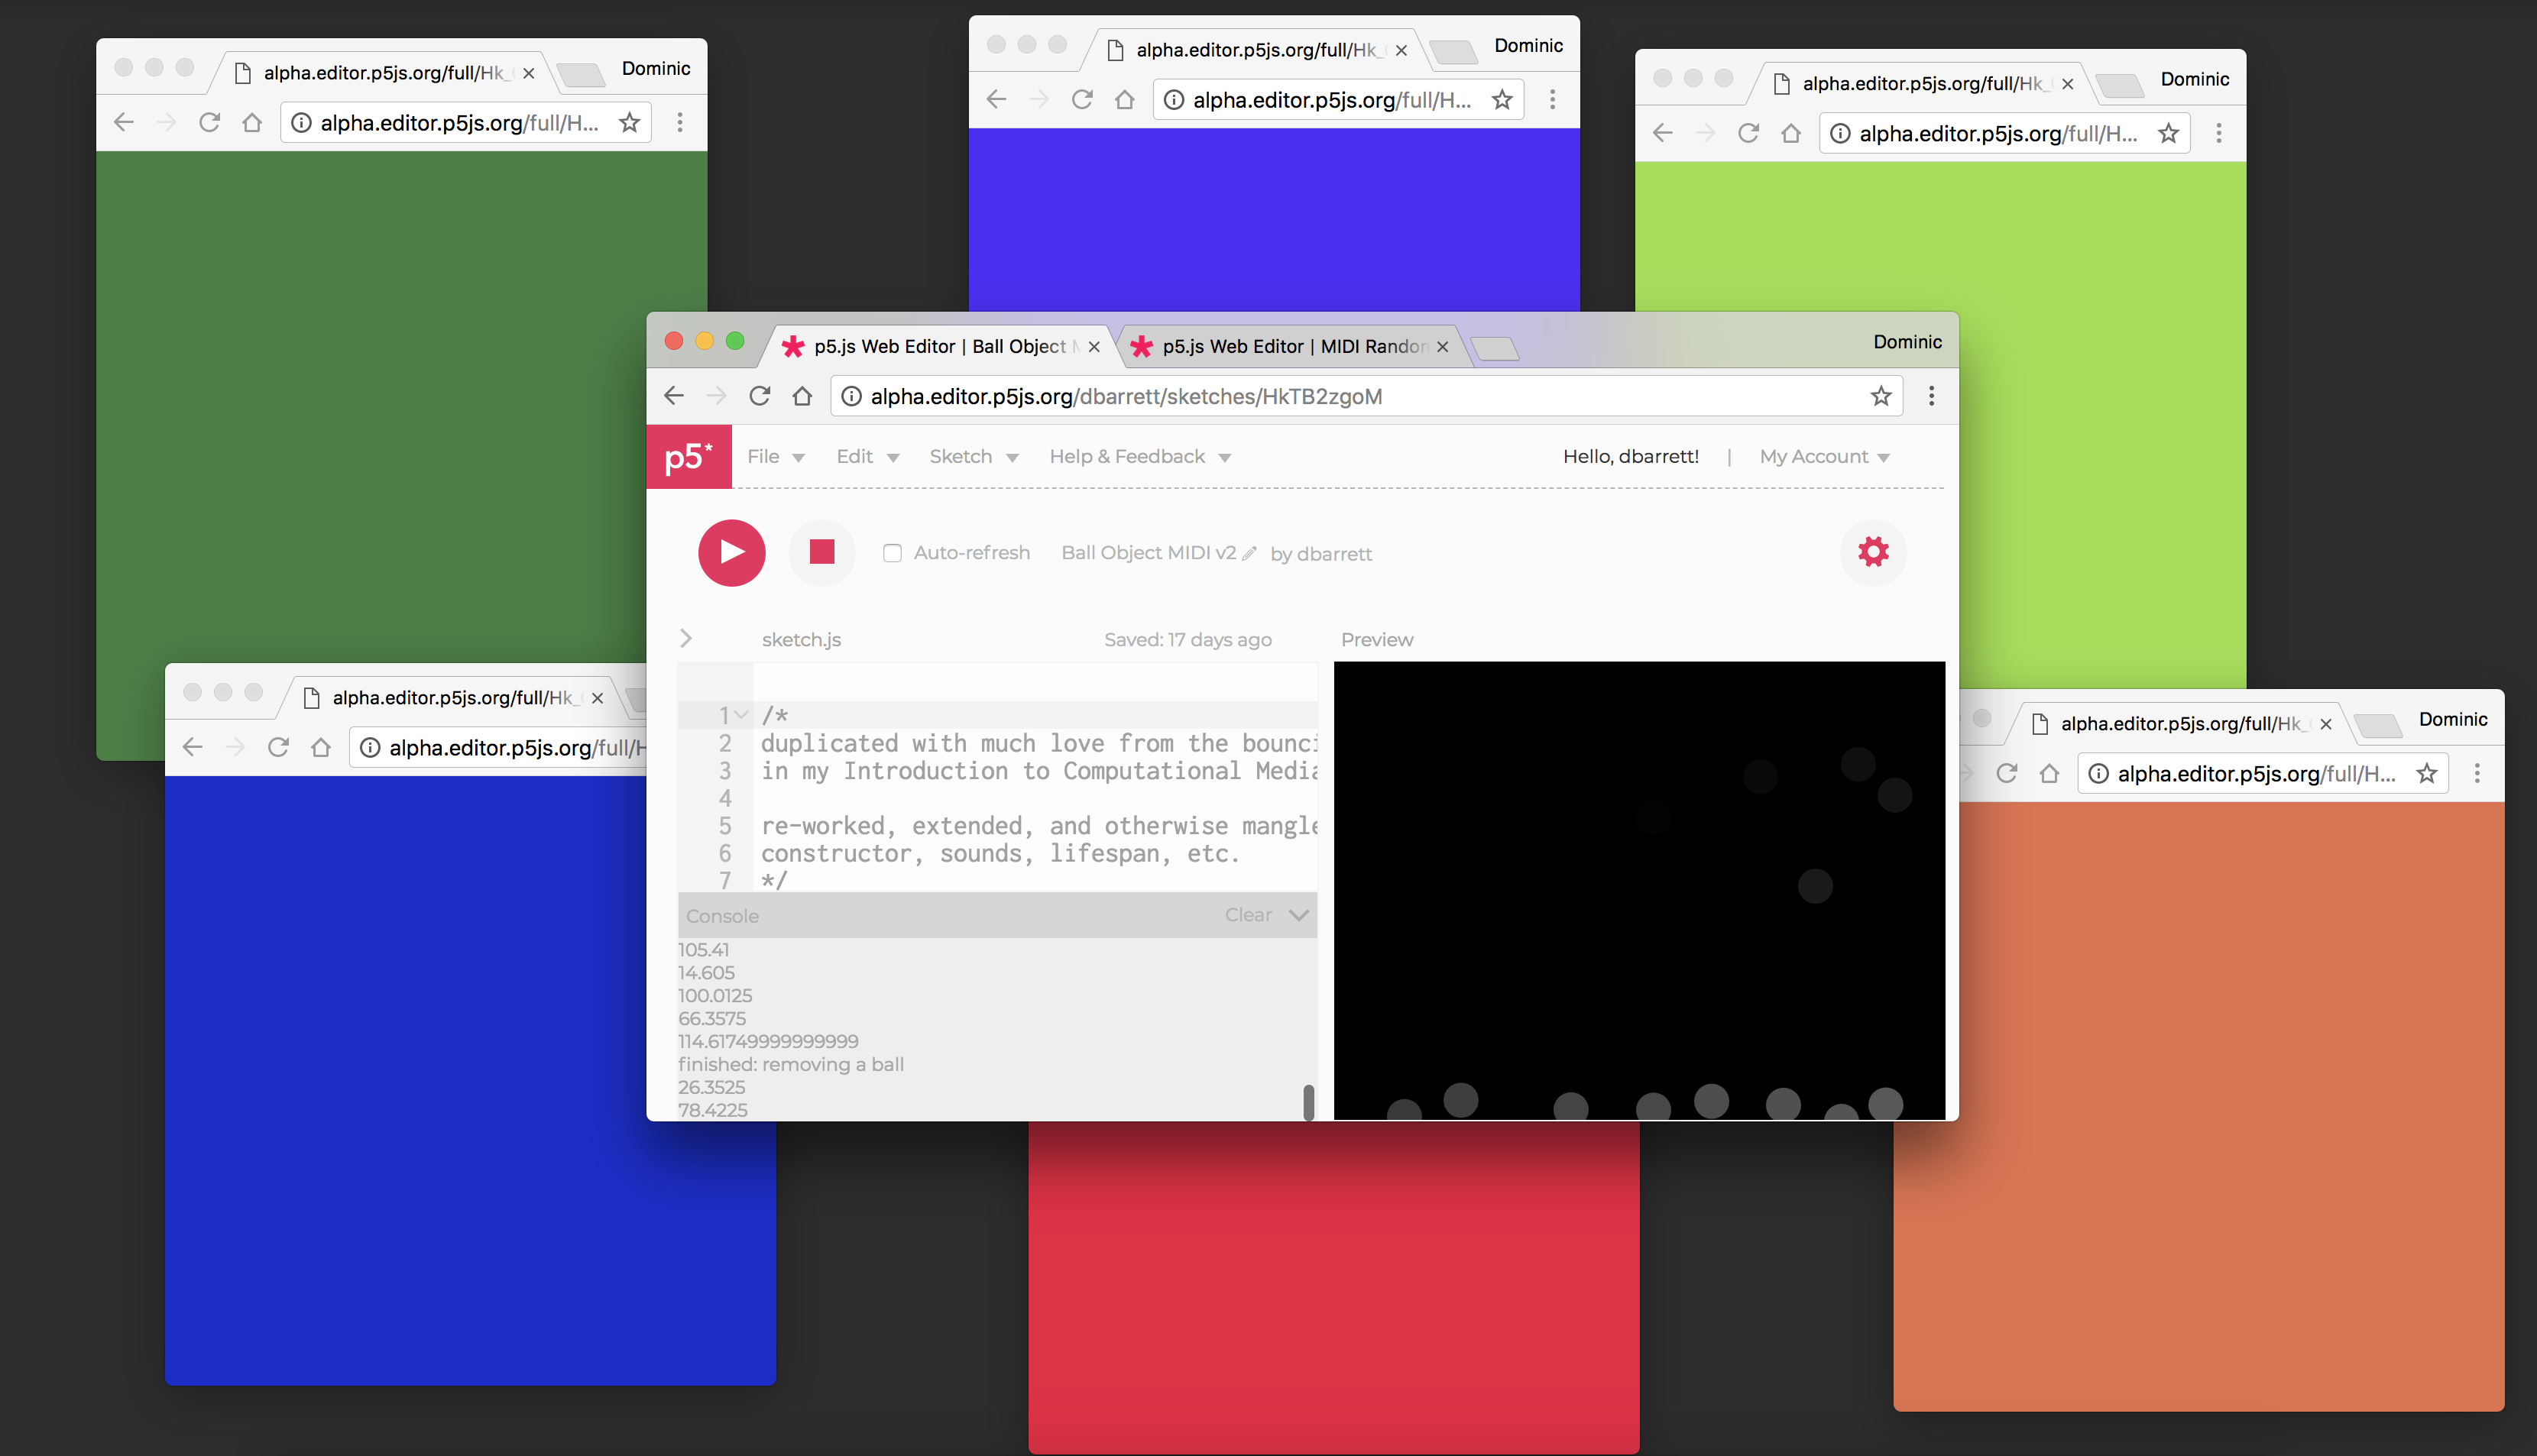 alpha.editor.p5js.org/full/Hk_
Dominic
alpha.editor.p5js.org/full/H...
alpha.editor.p5js.org/full/Hk_
Dominic
alpha.editor.p5js.org/full/H...
alpha.editor.p5js.org/full/Hk_
Dominic
alpha.editor.p5js.org/full/H...
p5.js Web Editor | Ball Object
p5.js Web Editor | MIDI Random
Dominic
alpha.editor.p5js.org/dbarrett/sketches/HkTB2zgoM
p5*
File
Edit
Sketch
Help & Feedback
Hello, dbarrett!
|
My Account
Auto-refresh
Ball Object MIDI v2
by dbarrett
sketch.js
Saved: 17 days ago
Preview
1 /*
2 duplicated with much love from the bounci
3 in my Introduction to Computational Media
4
5 re-worked, extended, and otherwise mangle
6 constructor, sounds, lifespan, etc.
7 */
Console
Clear
105.41
14.605
100.0125
66.3575
114.61749999999999
finished: removing a ball
26.3525
78.4225
alpha.editor.p5js.org/full/Hk_
alpha.editor.p5js.org/full/H
alpha.editor.p5js.org/full/Hk_
Dominic
alpha.editor.p5js.org/full/H...